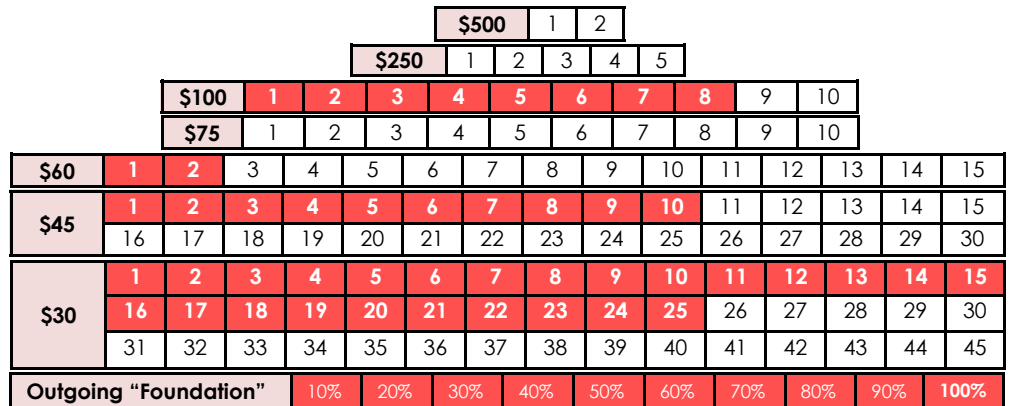 $500 1 2
$250 1 2 3 4 5
$100 1 2 3 4 5 6 7 8 9 10
$75 1 2 3 4 5 6 7 8 9 10
$60 1 2 3 4 5 6 7 8 9 10 11 12 13 14 15
$45 1 2 3 4 5 6 7 8 9 10 11 12 13 14 15
16 17 18 19 20 21 22 23 24 25 26 27 28 29 30
$30 1 2 3 4 5 6 7 8 9 10 11 12 13 14 15
16 17 18 19 20 21 22 23 24 25 26 27 28 29 30
31 32 33 34 35 36 37 38 39 40 41 42 43 44 45
Outgoing “Foundation” 10% 20% 30% 40% 50% 60% 70% 80% 90% 100%